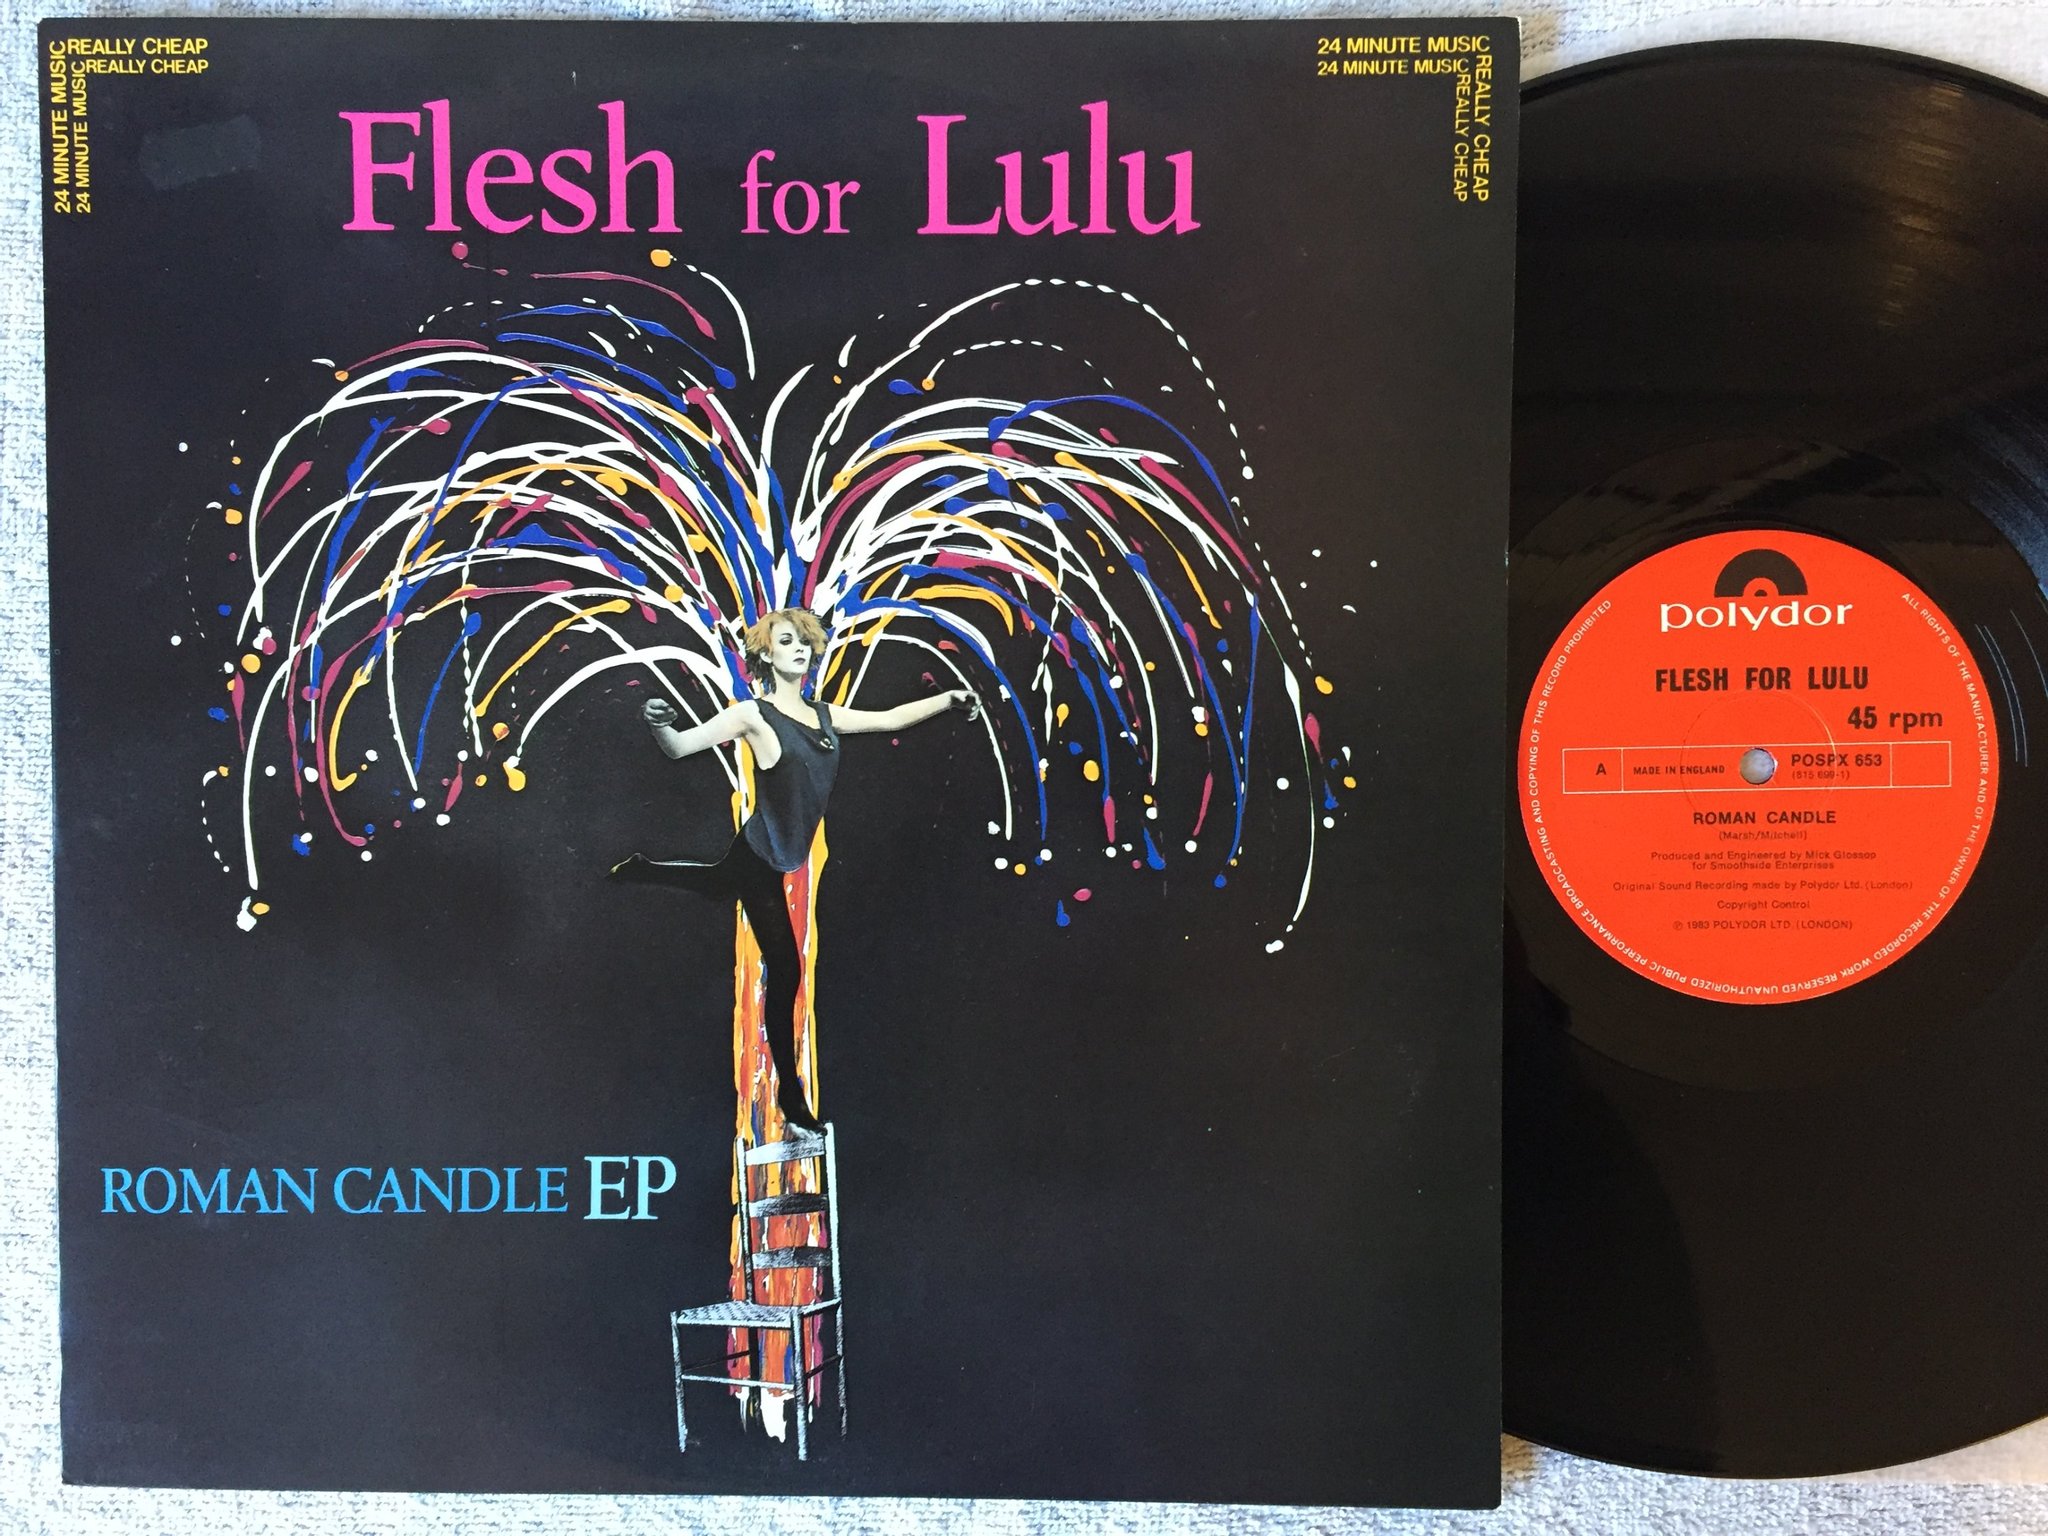 REALLY CHEAP
REALLY CHEAP
24 MINUTE MUSIC
24 MINUTE MUSIC
24 MINUTE MUSIC
24 MINUTE MUSIC
REALLY CHEAP
REALLY CHEAP
Flesh for Lulu
ROMAN CANDLE EP
polydor
FLESH FOR LULU
45 rpm
A
MADE IN ENGLAND
POSPX 653
(815 699-1)
ROMAN CANDLE
(Marsh/Mitchell)
Produced and Engineered by Mick Glossop
for Smoothside Enterprises
Original Sound Recording made by Polydor Ltd. (London)
Copyright Control
℗ 1983 POLYDOR LTD. (LONDON)
ALL RIGHTS OF THE MANUFACTURER AND OF THE OWNER OF THE RECORDED WORK RESERVED UNAUTHORIZED PUBLIC PERFORMANCE BROADCASTING AND COPYING OF THIS RECORD PROHIBITED